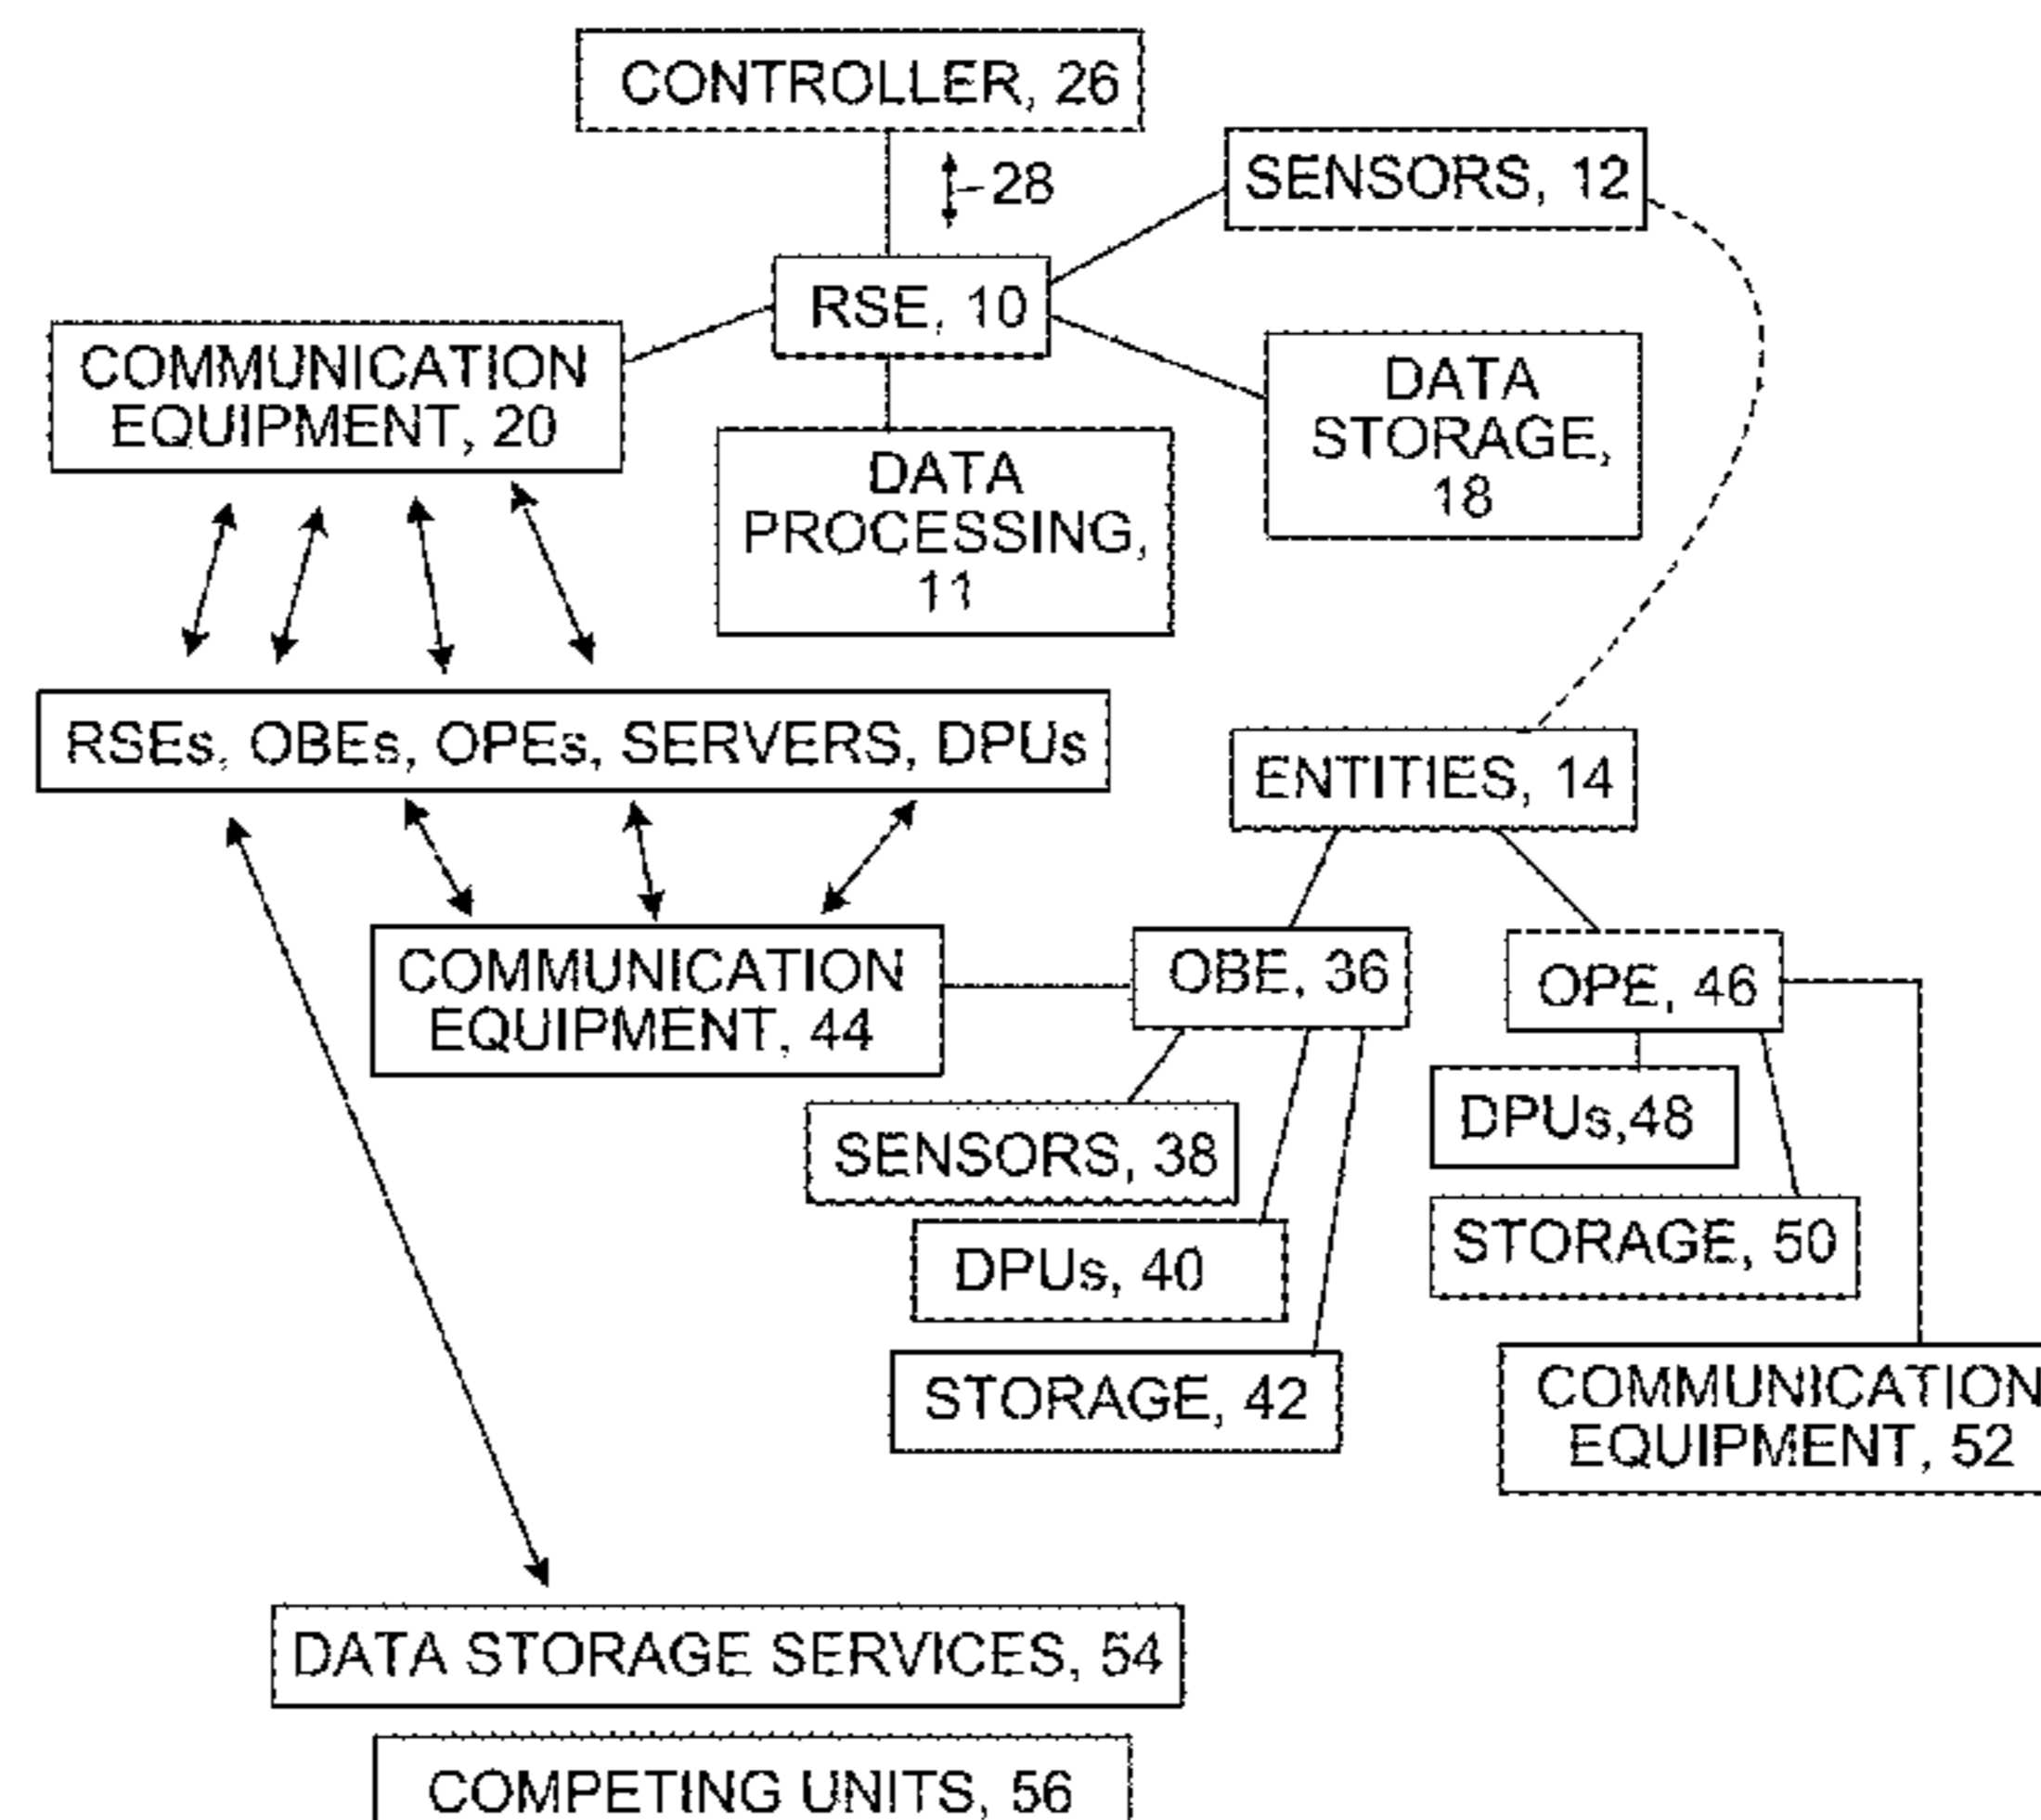 CONTROLLER, 26
28
SENSORS, 12
RSE, 10
COMMUNICATION
EQUIPMENT, 20
DATA
STORAGE,
18
DATA
PROCESSING,
11
RSEs, OBEs, OPEs, SERVERS, DPUs
ENTITIES, 14
COMMUNICATION
EQUIPMENT, 44
OBE, 36
OPE, 46
DPUs,48
SENSORS, 38
STORAGE, 50
DPUs, 40
STORAGE, 42
COMMUNICATION
EQUIPMENT, 52
DATA STORAGE SERVICES, 54
COMPETING UNITS, 56